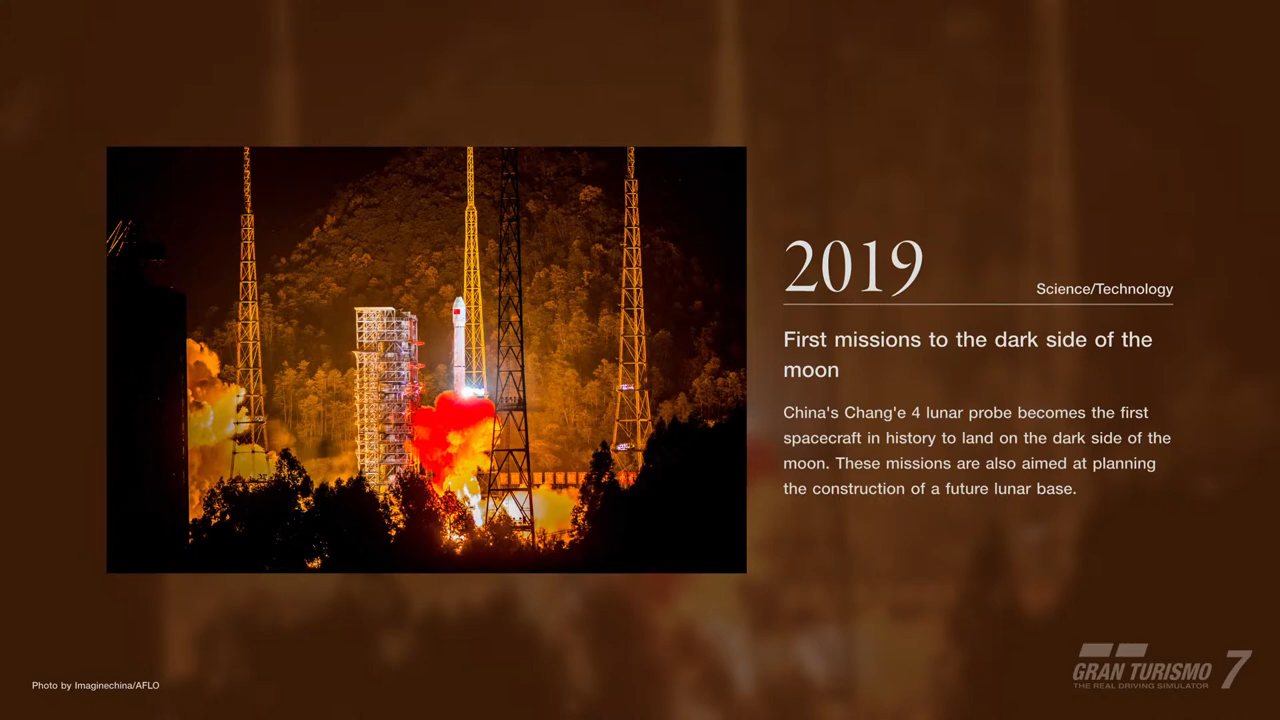 2019
Science/Technology
First missions to the dark side of the
moon
China's Chang'e 4 lunar probe becomes the first
spacecraft in history to land on the dark side of the
moon. These missions are also aimed at planning
the construction of a future lunar base.
Photo by Imaginechina/AFLO
GRAN TURISMO 7
THE REAL DRIVING SIMULATOR